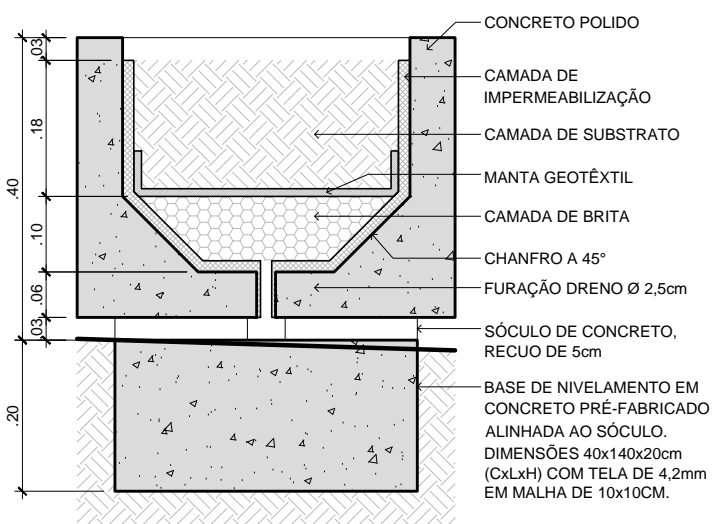 CONCRETO POLIDO
CAMADA DE
IMPERMEABILIZAÇÃO
CAMADA DE SUBSTRATO
MANTA GEOTÊXTIL
CAMADA DE BRITA
CHANFRO A 45°
FURAÇÃO DRENO Ø 2,5cm
SÓCULO DE CONCRETO,
RECUO DE 5cm
BASE DE NIVELAMENTO EM
CONCRETO PRÉ-FABRICADO
ALINHADA AO SÓCULO.
DIMENSÕES 40x140x20cm
(CxLxH) COM TELA DE 4,2mm
EM MALHA DE 10x10CM.
.03
.18
.40
.10
.06
.03
.20